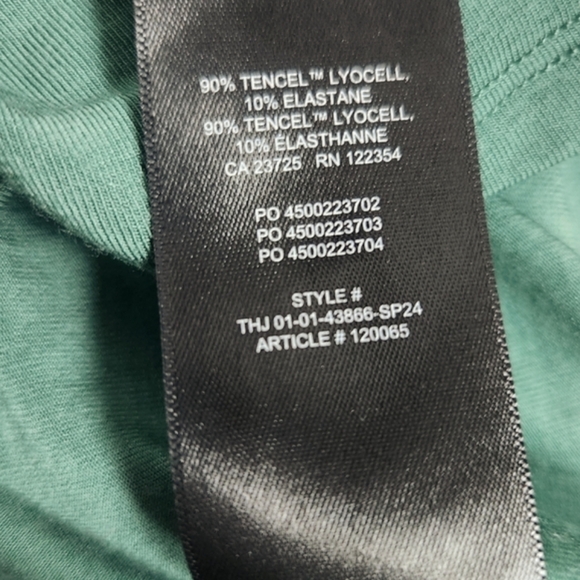 90% TENCEL™ LYOCELL,
10% ELASTANE
90% TENCEL™ LYOCELL,
10% ÉLASTHANNE
CA 23725 RN 122354
PO 4500223702
PO 4500223703
PO 4500223704
STYLE #
THJ 01-01-43866-SP24
ARTICLE # 120065